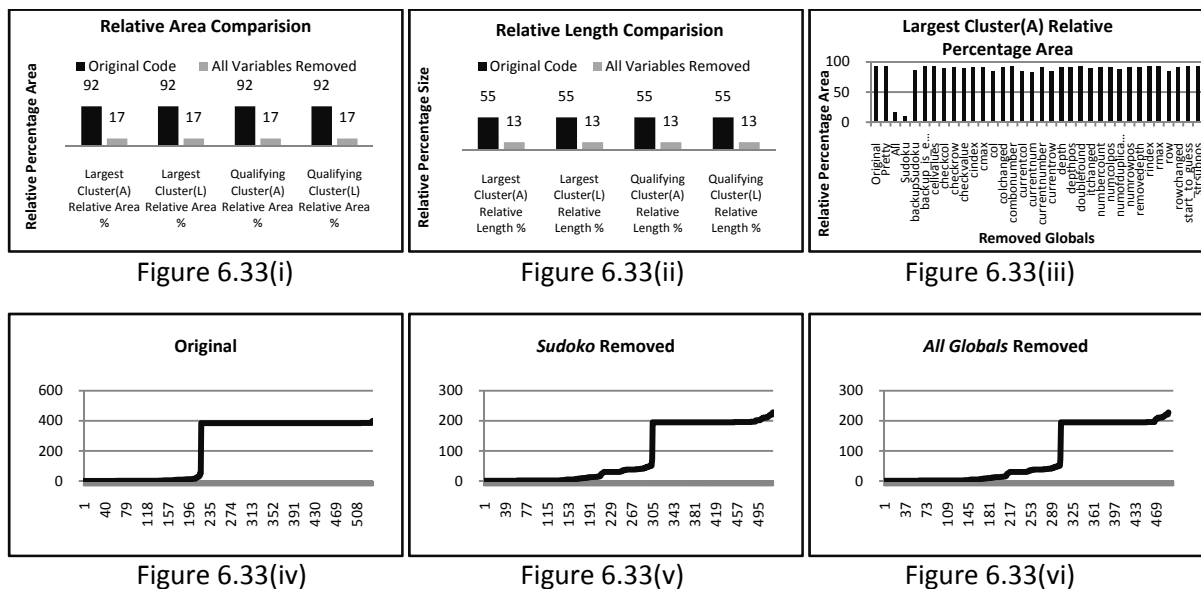 Relative Area Comparision
Relative Percentage Area
Original Code
All Variables Removed
92
17
92
17
92
17
92
17
Largest
Cluster(A)
Relative Area
%
Largest
Cluster(L)
Relative Area
%
Qualifying
Cluster(A)
Relative Area
%
Qualifying
Cluster(L)
Relative Area
%
Figure 6.33(i)
Relative Length Comparision
Relative Percentage Size
Original Code
All Variables Removed
55
13
55
13
55
13
55
13
Largest
Cluster(A)
Relative
Length %
Largest
Cluster(L)
Relative
Length %
Qualifying
Cluster(A)
Relative
Length %
Qualifying
Cluster(L)
Relative
Length %
Figure 6.33(ii)
Largest Cluster(A) Relative
Percentage Area
Relative Percentage Area
100
50
0
Original
Pretty
All
Sudoku
backupSudoku
backup_is_e…
cellvalues
checkcol
checkrow
checkvalue
cindex
cmax
col
colchanged
combonumber
currentcol
currentnum
currentnumber
currentrow
depth
depthpos
doublefound
itchanged
numbercount
numcolpos
numofduplica…
numrowpos
removedepth
rindex
rmax
row
rowchanged
start_to_guess
Removed Globals
Figure 6.33(iii)
Original
600
400
200
0
1
40
79
118
157
196
235
274
313
352
391
430
469
508
Figure 6.33(iv)
Sudoko Removed
300
200
100
0
1
39
77
115
153
191
229
267
305
343
381
419
457
495
Figure 6.33(v)
All Globals Removed
300
200
100
0
1
37
73
109
145
181
217
253
289
325
361
397
433
469
Figure 6.33(vi)